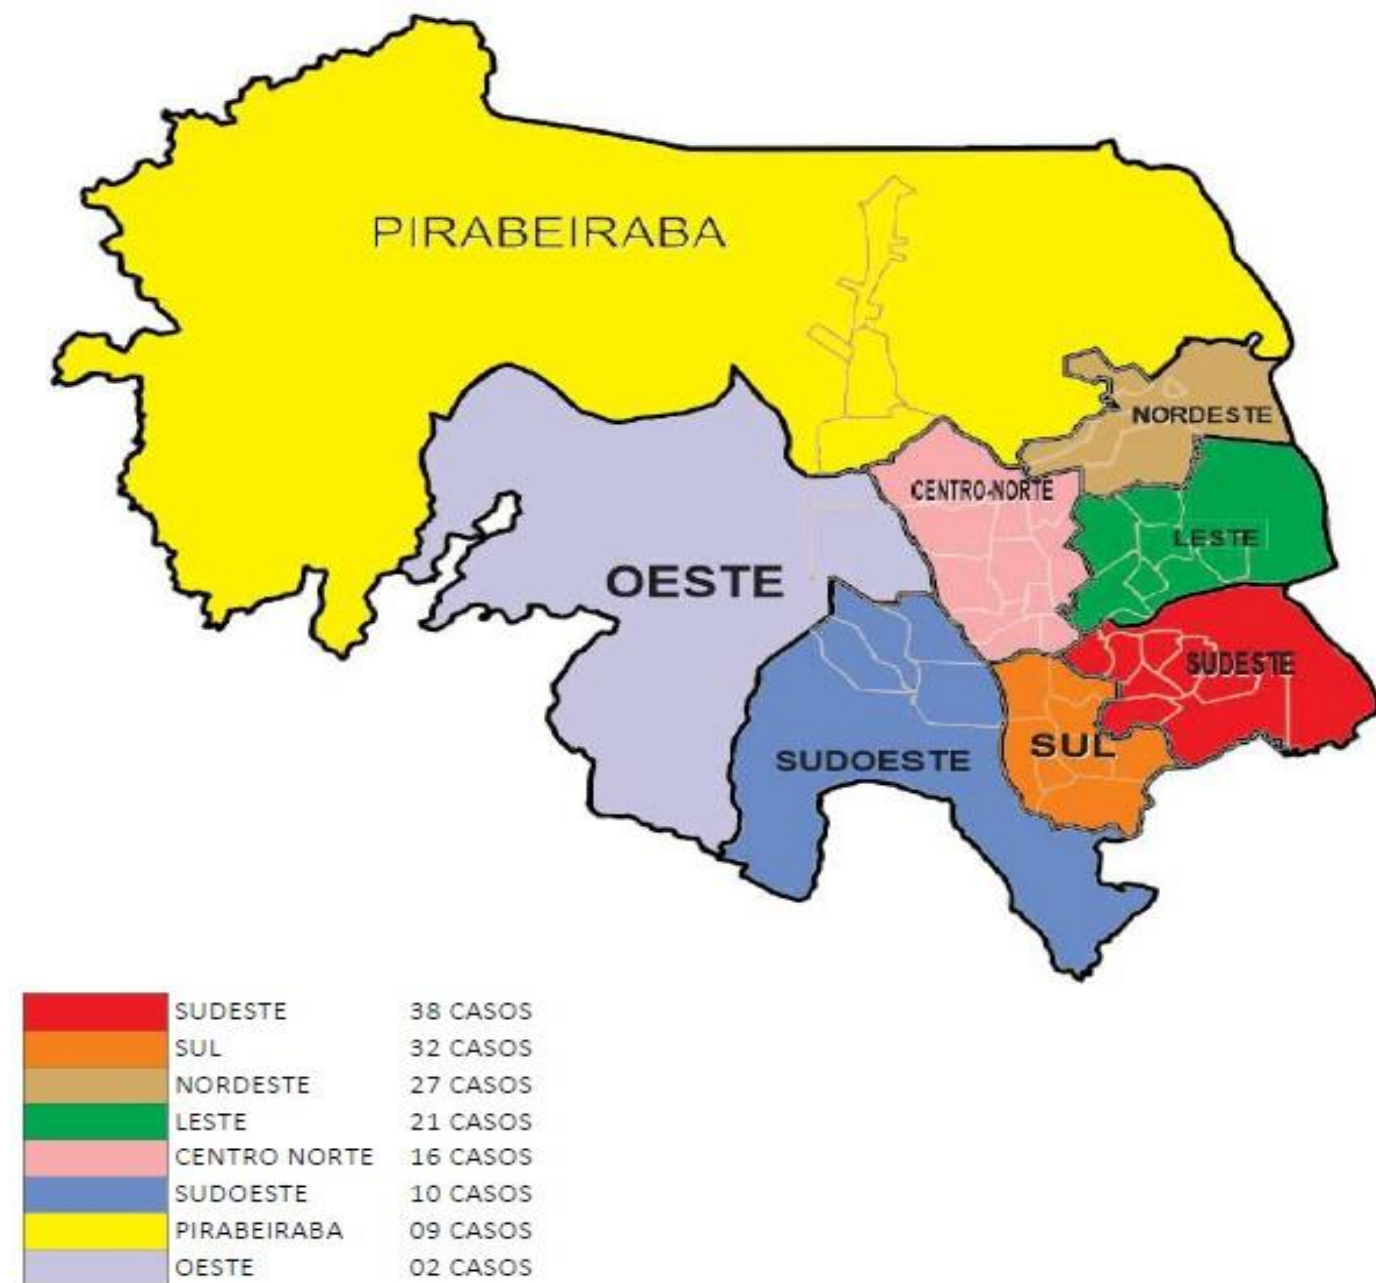 PIRABEIRABA
NORDESTE
CENTRO-NORTE
LESTE
OESTE
SUDESTE
SUL
SUDOESTE
SUDESTE 38 CASOS
SUL 32 CASOS
NORDESTE 27 CASOS
LESTE 21 CASOS
CENTRO NORTE 16 CASOS
SUDOESTE 10 CASOS
PIRABEIRABA 09 CASOS
OESTE 02 CASOS